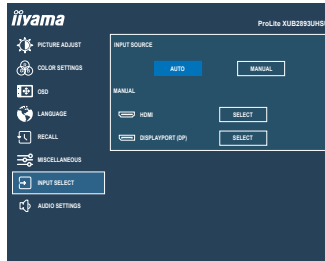 iiyama
ProLite XUB2893UHSU
PICTURE ADJUST
COLOR SETTINGS
OSD
LANGUAGE
RECALL
MISCELLANEOUS
INPUT SELECT
AUDIO SETTINGS
INPUT SOURCE
AUTO
MANUAL
MANUAL
HDMI
SELECT
DISPLAYPORT (DP)
SELECT